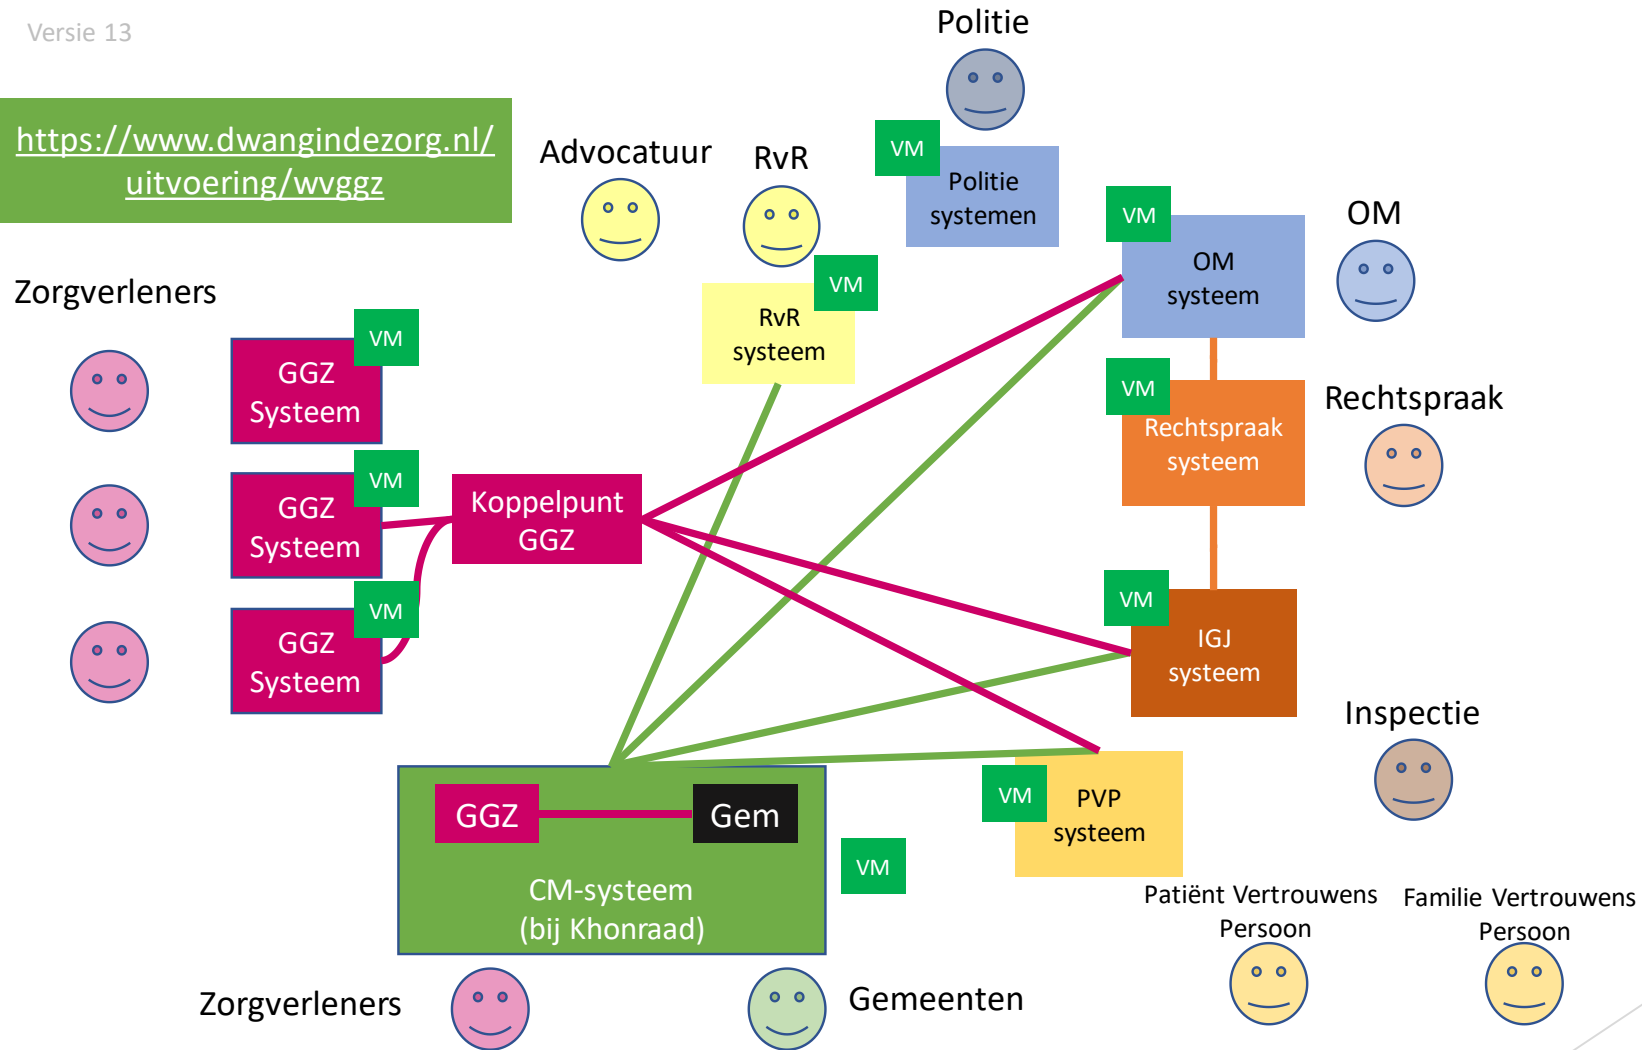 Versie 13
Politie
https://www.dwangindezorg.nl/
uitvoering/wvggz
Advocatuur
RvR
VM
Politie
systemen
VM
OM
OM
systeem
VM
RvR
systeem
Zorgverleners
VM
GGZ
Systeem
VM
Rechtspraak
systeem
Rechtspraak
VM
GGZ
Systeem
Koppelpunt
GGZ
VM
GGZ
Systeem
VM
IGJ
systeem
Inspectie
VM
PVP
systeem
GGZ
Gem
CM-systeem
(bij Khonraad)
VM
Patiënt Vertrouwens
Persoon
Familie Vertrouwens
Persoon
Zorgverleners
Gemeenten